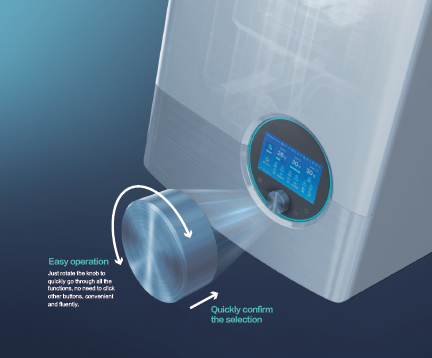 Easy operation
Just rotate the knob to
quickly go through all the
functions, no need to click
other buttons, convenient
and fluently.
Quickly confirm
the selection